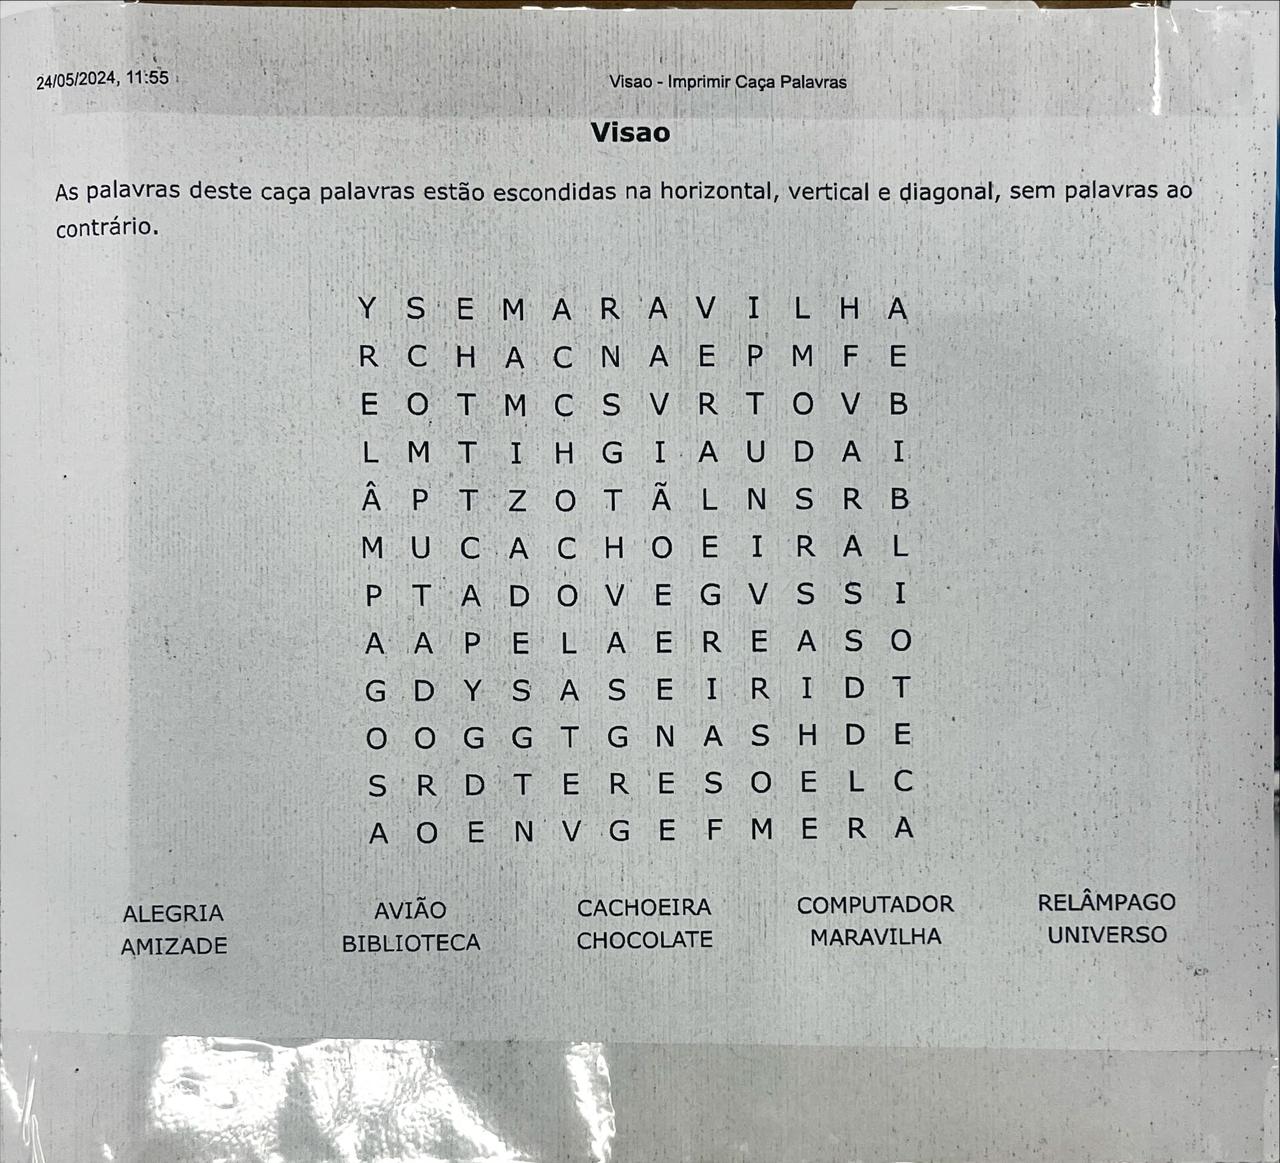 24/05/2024, 11:55 Visao - Imprimir Caça Palavras
Visao
As palavras deste caça palavras estão escondidas na horizontal, vertical e diagonal, sem palavras ao
contrário.
Y S E M A R A V I L H A
R C H A C N A E P M F E
E O T M C S V R T O V B
L M T I H G I A U D A I
Â P T Z O T Ã L N S R B
M U C A C H O E I R A L
P T A D O V E G V S S I
A A P E L A E R E A S O
G D Y S A S E I R I D T
O O G G T G N A S H D E
S R D T E R E S O E L C
A O E N V G E F M E R A
ALEGRIA AVIÃO CACHOEIRA COMPUTADOR RELÂMPAGO
AMIZADE BIBLIOTECA CHOCOLATE MARAVILHA UNIVERSO